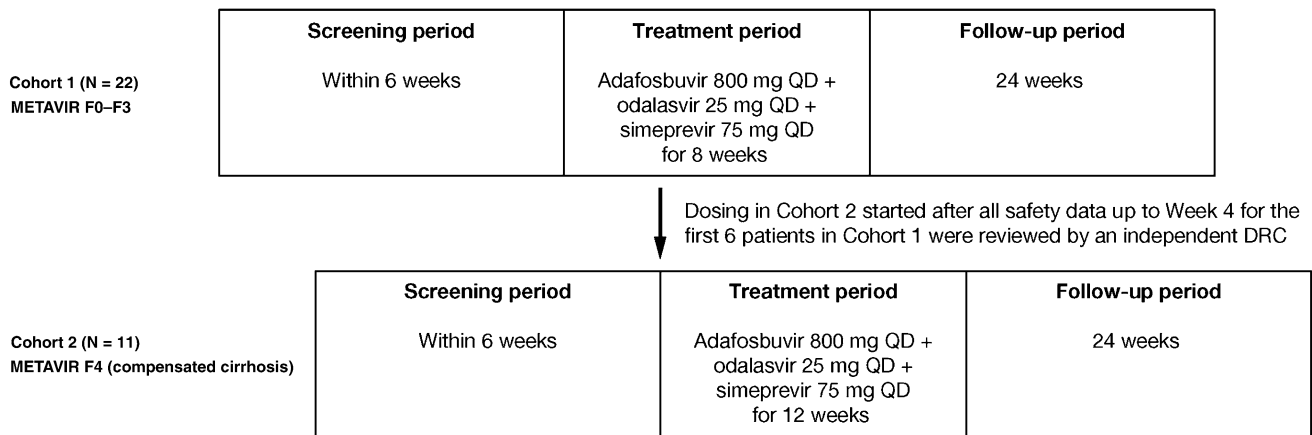 Screening period
Treatment period
Follow-up period
Cohort 1 (N = 22)
METAVIR F0–F3
Within 6 weeks
Adafosbuvir 800 mg QD +
odalasvir 25 mg QD +
simeprevir 75 mg QD
for 8 weeks
24 weeks
Dosing in Cohort 2 started after all safety data up to Week 4 for the
first 6 patients in Cohort 1 were reviewed by an independent DRC
Screening period
Treatment period
Follow-up period
Cohort 2 (N = 11)
METAVIR F4 (compensated cirrhosis)
Within 6 weeks
Adafosbuvir 800 mg QD +
odalasvir 25 mg QD +
simeprevir 75 mg QD
for 12 weeks
24 weeks